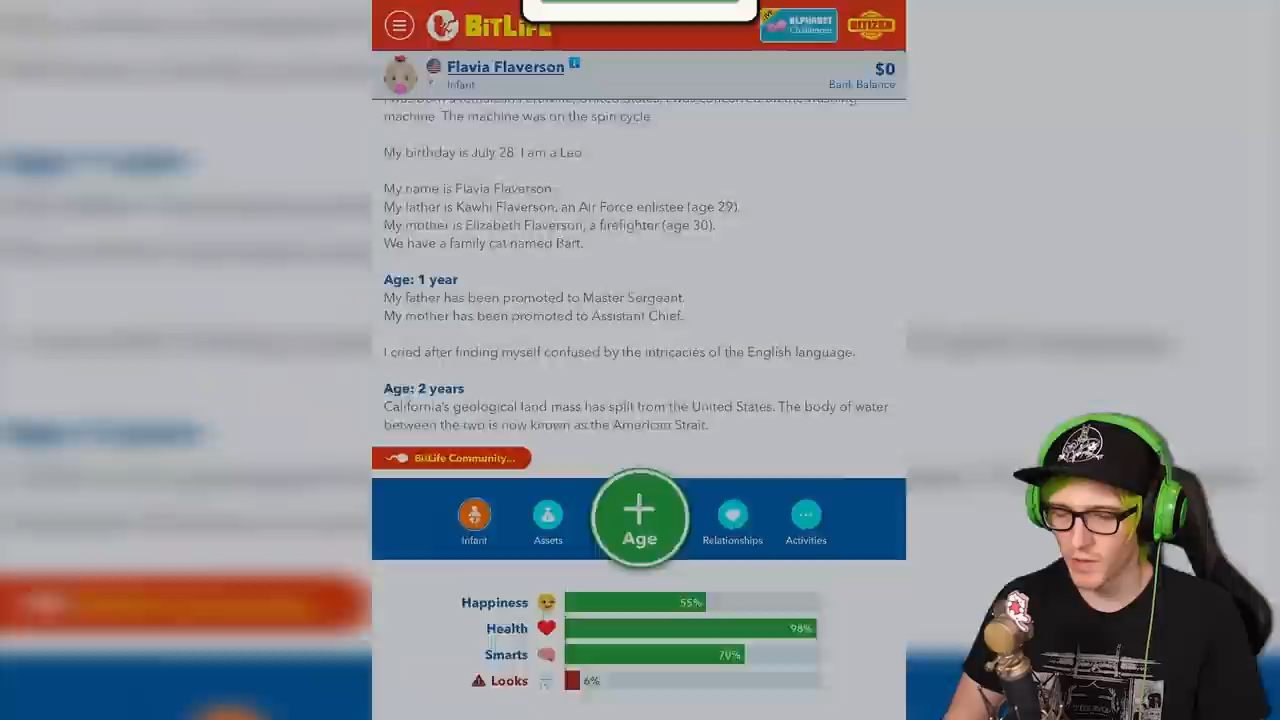 BitLife
LIVE
ALPHABET
Challenge
BITIZEN
Flavia Flaverson
Infant
$0
Bank Balance
machine. The machine was on the spin cycle.
My birthday is July 28. I am a Leo.
My name is Flavia Flaverson.
My father is Kawhi Flaverson, an Air Force enlistee (age 29).
My mother is Elizabeth Flaverson, a firefighter (age 30).
We have a family cat named Bart.
Age: 1 year
My father has been promoted to Master Sergeant.
My mother has been promoted to Assistant Chief.
I cried after finding myself confused by the intricacies of the English language.
Age: 2 years
California's geological land mass has split from the United States. The body of water
between the two is now known as the American Strait.
BitLife Community...
Infant
Assets
+
Age
Relationships
Activities
Happiness 55%
Health 98%
Smarts 70%
Looks 6%